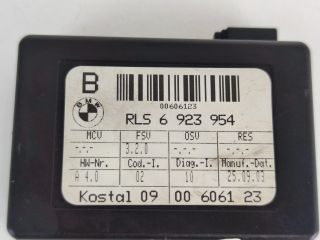 B
00606123
BMW
RLS 6 923 954
MCV FSV OSV .RES
-.-.- 3.2.0 -.-.- -.-.-
HW-Nr. Cod.-I. Diag.-I. Manuf.-Dat.
A 4.0 02 10 25.09.03
Kostal 09 00 6061 23